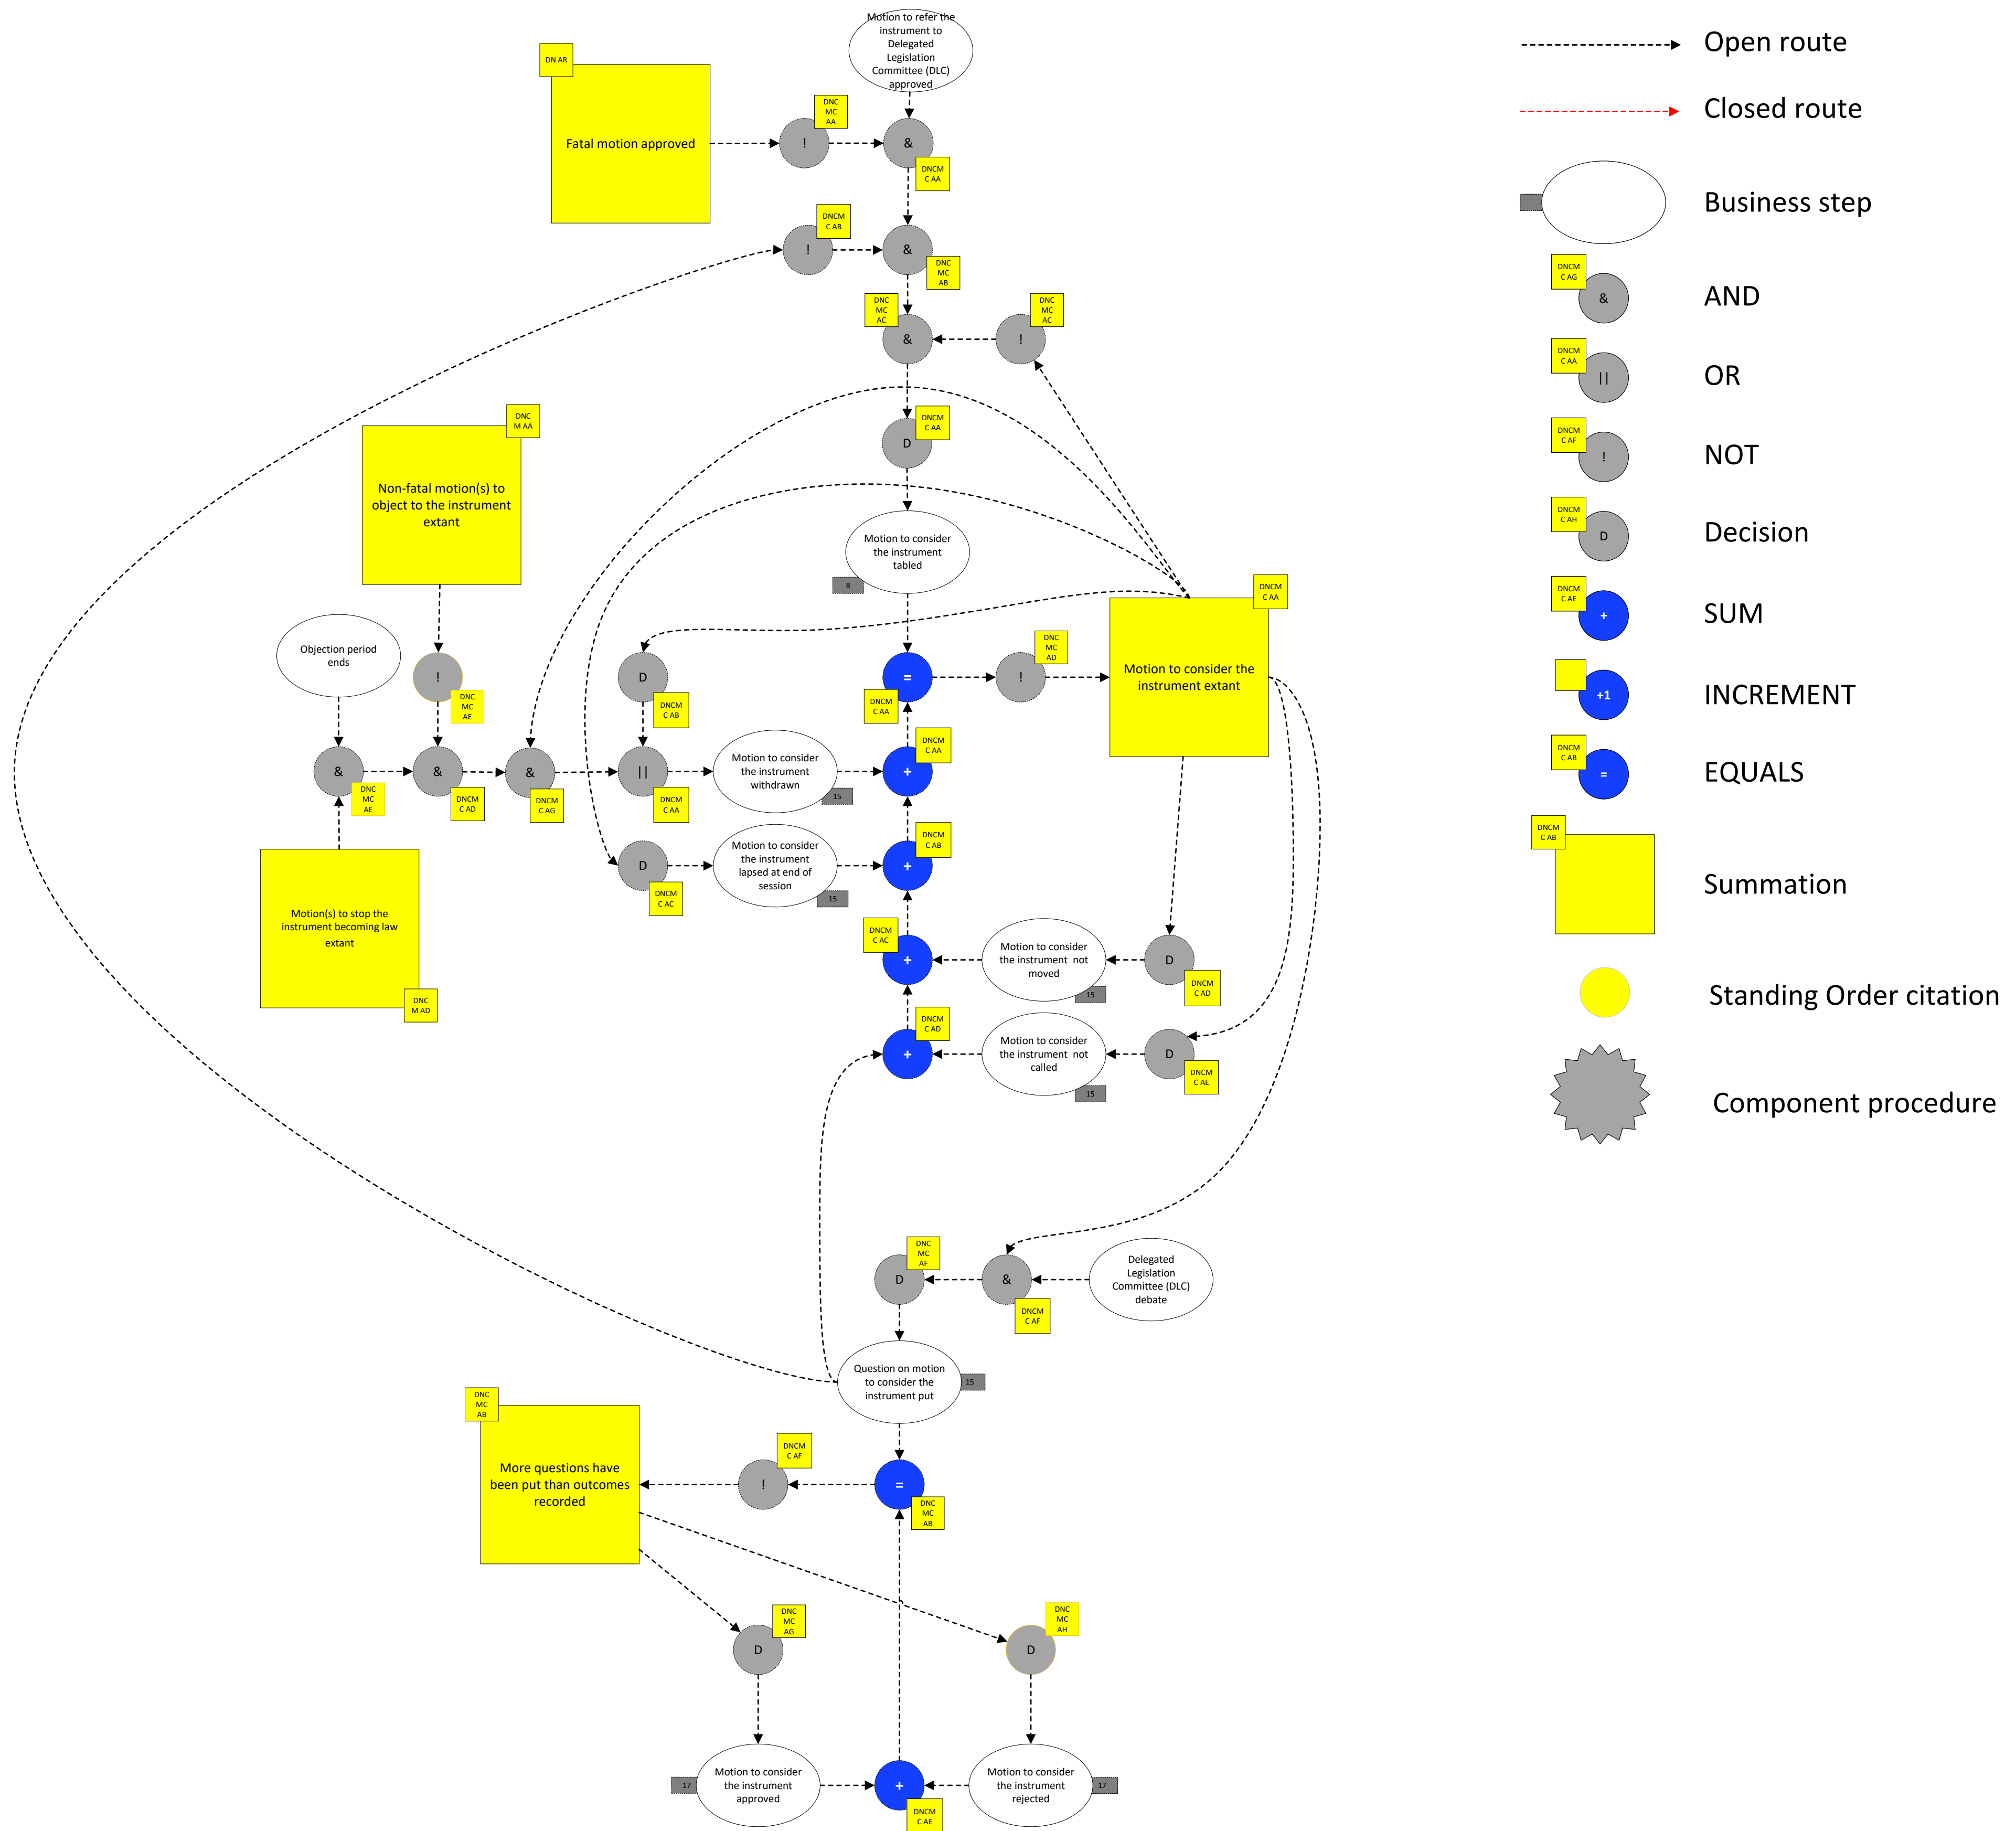 Motion to refer the
instrument to
Delegated
Legislation
Committee (DLC)
approved
DN AR
Fatal motion approved
!
DNC
MC
AA
&
DNCM
C AA
!
DNCM
C AB
&
DNC
MC
AB
DNC
MC
AC
&
!
DNC
MC
AC
D
DNCM
C AA
DNC
M AA
Non-fatal motion(s) to
object to the instrument
extant
Motion to consider
the instrument
tabled
8
DNCM
C AA
Motion to consider the
instrument extant
Objection period
ends
!
DNC
MC
AE
D
DNCM
C AB
=
DNCM
C AA
!
DNC
MC
AD
&
DNC
MC
AE
&
DNCM
C AD
&
DNCM
C AG
||
DNCM
C AA
Motion to consider
the instrument
withdrawn
15
+
DNCM
C AA
D
DNCM
C AC
Motion to consider
the instrument
lapsed at end of
session
15
+
DNCM
C AB
Motion(s) to stop the
instrument becoming law
extant
DNC
M AD
DNCM
C AC
+
Motion to consider
the instrument  not
moved
15
D
DNCM
C AD
+
DNCM
C AD
Motion to consider
the instrument  not
called
15
D
DNCM
C AE
D
DNC
MC
AF
&
DNCM
C AF
Delegated
Legislation
Committee (DLC)
debate
Question on motion
to consider the
instrument put
15
DNC
MC
AB
More questions have
been put than outcomes
recorded
!
DNCM
C AF
=
DNC
MC
AB
D
DNC
MC
AG
D
DNC
MC
AH
17
Motion to consider
the instrument
approved
+
DNCM
C AE
Motion to consider
the instrument
rejected
17
Open route
Closed route
Business step
DNCM
C AG
&
AND
DNCM
C AA
||
OR
DNCM
C AF
!
NOT
DNCM
C AH
D
Decision
DNCM
C AE
+
SUM
+1
INCREMENT
DNCM
C AB
=
EQUALS
DNCM
C AB
Summation
Standing Order citation
Component procedure